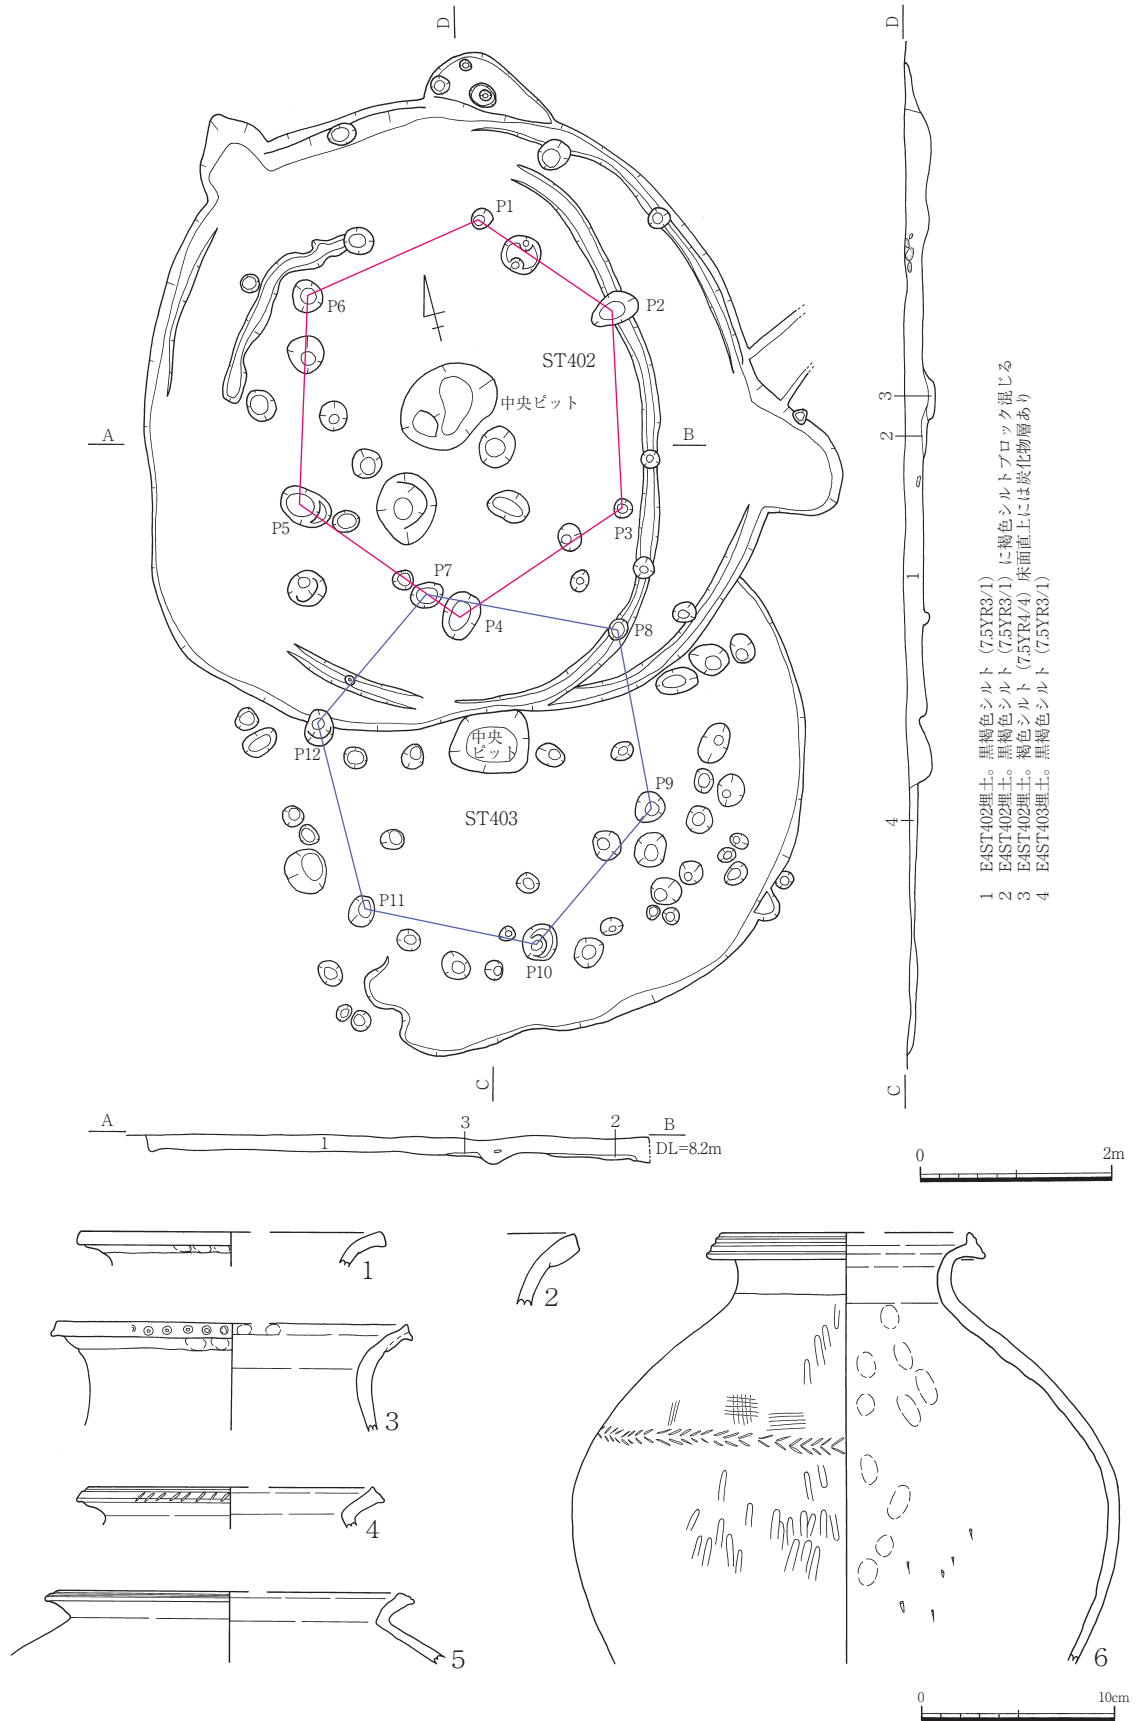 D
D
P1
P6
P2
ST402
中央ピット
A
B
P5
P3
P7
P4
P8
P12
中央
ピット
P9
ST403
P11
P10
C
3
2
1
4
C
1 E4ST402埋土。黒褐色シルト（7.5YR3/1）
2 E4ST402埋土。黒褐色シルト（7.5YR3/1）に褐色シルトブロック混じる
3 E4ST402埋土。褐色シルト（7.5YR4/4）床面直上には炭化物層あり
4 E4ST403埋土。黒褐色シルト（7.5YR3/1）
A
3
2
B
1
DL=8.2m
0 2m
1
2
3
4
5
6
0 10cm